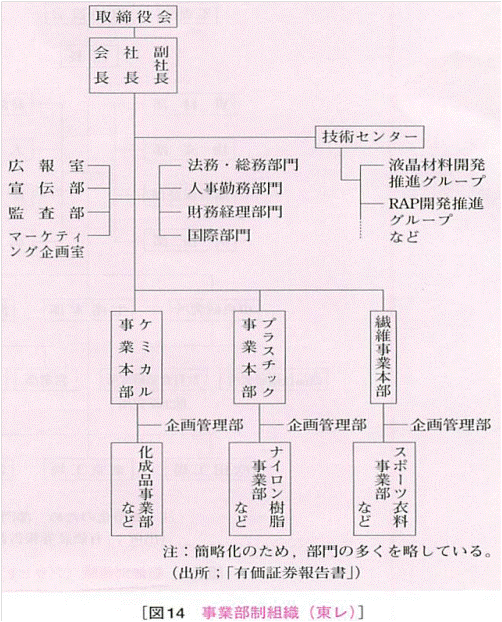 取締役会
会長
社長
副社長
技術センター
液晶材料開発
推進グループ
RAP開発推進
グループ
など
広報室
宣伝部
監査部
マーケティ
ング企画室
法務・総務部門
人事勤務部門
財務経理部門
国際部門
ケミカル
事業本部
プラスチック
事業本部
繊維事業本部
企画管理部
企画管理部
企画管理部
化成品事業部
など
ナイロン樹脂
事業部
など
スポーツ衣料
事業部
など
注：簡略化のため，部門の多くを略している。
（出所；「有価証券報告書」）
［図14 事業部制組織（東レ）］